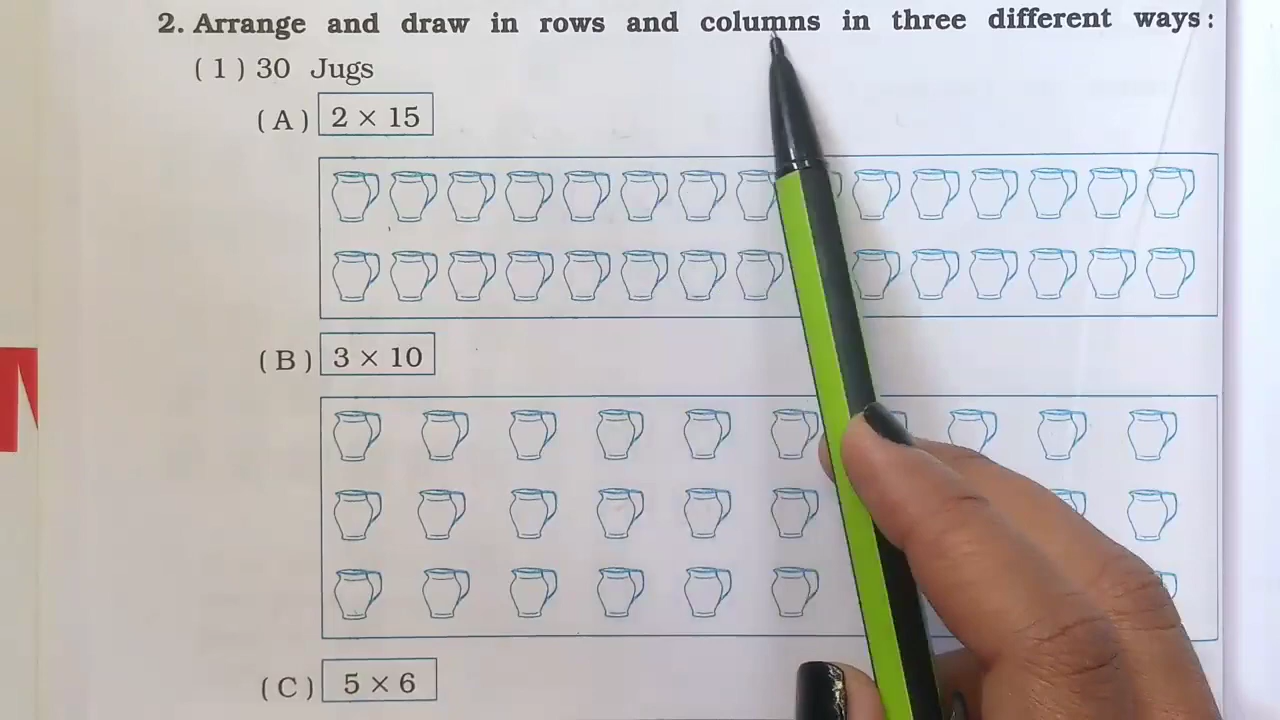 2. Arrange and draw in rows and columns in three different ways :
( 1 ) 30 Jugs
( A ) 2 × 15
( B ) 3 × 10
( C ) 5 × 6